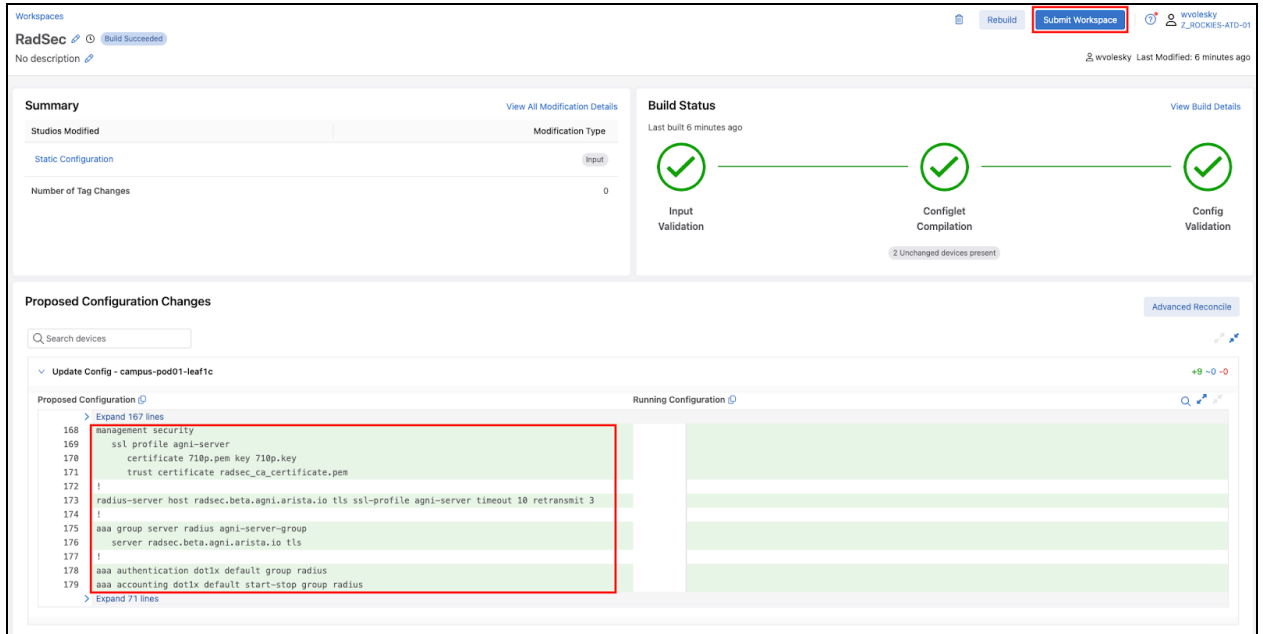 Workspaces
RadSec Build Succeeded
No description
Rebuild
Submit Workspace
wvolesky
Z_ROCKIES-ATD-01
wvolesky Last Modified: 6 minutes ago
Summary
View All Modification Details
Studios Modified Modification Type
Static Configuration Input
Number of Tag Changes 0
Build Status
View Build Details
Last built 6 minutes ago
Input
Validation
Configlet
Compilation
2 Unchanged devices present
Config
Validation
Proposed Configuration Changes
Advanced Reconcile
Search devices
Update Config - campus-pod01-leaf1c +9 ~0 -0
Proposed Configuration Running Configuration
Expand 167 lines
168 management security
169 ssl profile agni-server
170 certificate 710p.pem key 710p.key
171 trust certificate radsec_ca_certificate.pem
172 !
173 radius-server host radsec.beta.agni.arista.io tls ssl-profile agni-server timeout 10 retransmit 3
174 !
175 aaa group server radius agni-server-group
176 server radsec.beta.agni.arista.io tls
177 !
178 aaa authentication dot1x default group radius
179 aaa accounting dot1x default start-stop group radius
Expand 71 lines